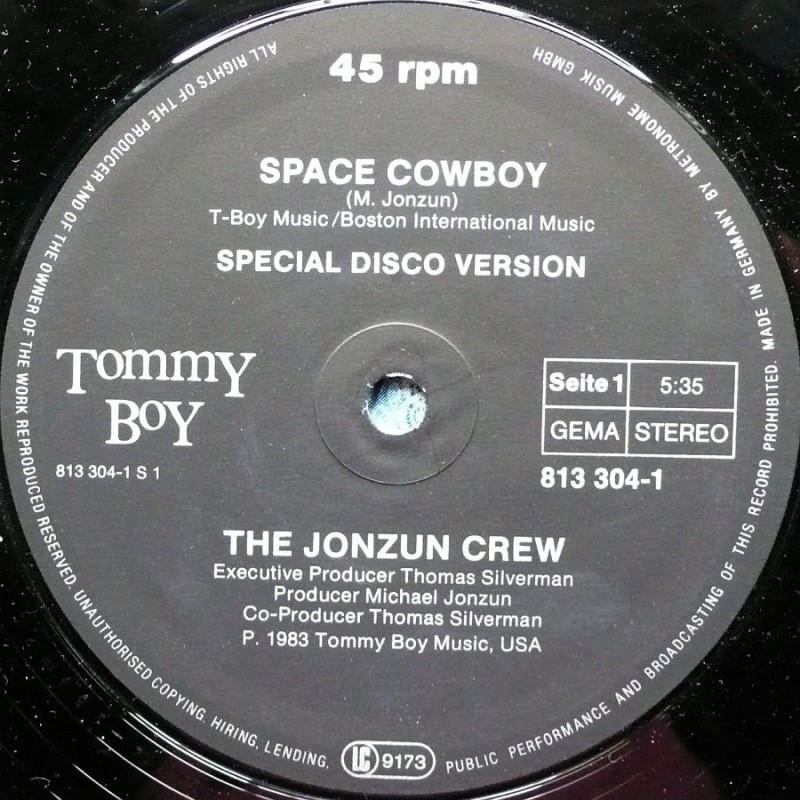 45 rpm
SPACE COWBOY
(M. Jonzun)
T-Boy Music/Boston International Music
SPECIAL DISCO VERSION
TOmmY
BOY
813 304-1 S 1
Seite 1 5:35
GEMA STEREO
813 304-1
THE JONZUN CREW
Executive Producer Thomas Silverman
Producer Michael Jonzun
Co-Producer Thomas Silverman
P. 1983 Tommy Boy Music, USA
ALL RIGHTS OF THE PRODUCER AND OF THE OWNER OF THE WORK REPRODUCED RESERVED. UNAUTHORISED COPYING, HIRING, LENDING, PUBLIC PERFORMANCE AND BROADCASTING OF THIS RECORD PROHIBITED. MADE IN GERMANY BY METRONOME MUSIK GMBH
LC 9173